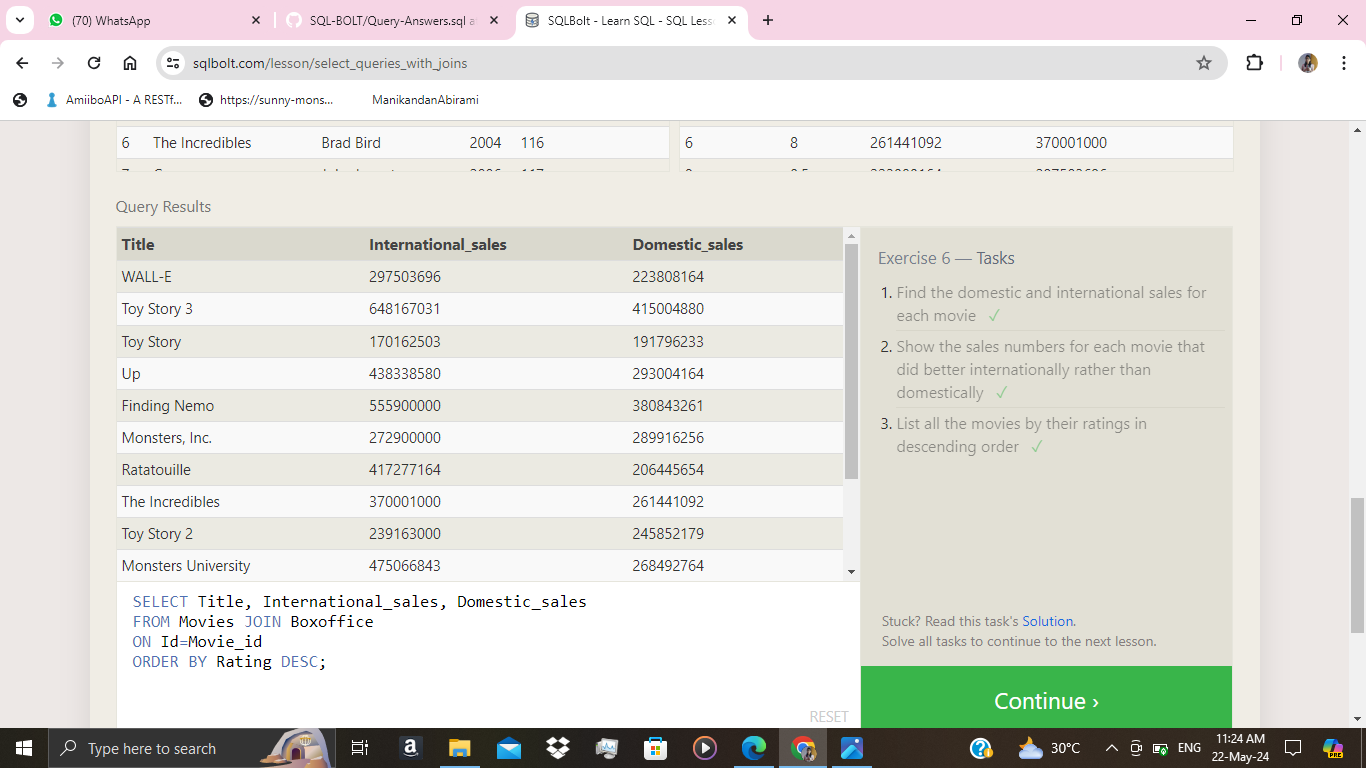 (70) WhatsApp
SQL-BOLT/Query-Answers.sql a
SQLBolt - Learn SQL - SQL Less
sqlbolt.com/lesson/select_queries_with_joins
AmiiboAPI - A RESTf...
https://sunny-mons...
ManikandanAbirami
6 The Incredibles Brad Bird 2004 116
6 8 261441092 370001000
Query Results
Title International_sales Domestic_sales
WALL-E 297503696 223808164
Toy Story 3 648167031 415004880
Toy Story 170162503 191796233
Up 438338580 293004164
Finding Nemo 555900000 380843261
Monsters, Inc. 272900000 289916256
Ratatouille 417277164 206445654
The Incredibles 370001000 261441092
Toy Story 2 239163000 245852179
Monsters University 475066843 268492764
SELECT Title, International_sales, Domestic_sales
FROM Movies JOIN Boxoffice
ON Id=Movie_id
ORDER BY Rating DESC;
RESET
Exercise 6 — Tasks
1. Find the domestic and international sales for
each movie ✓
2. Show the sales numbers for each movie that
did better internationally rather than
domestically ✓
3. List all the movies by their ratings in
descending order ✓
Stuck? Read this task's Solution.
Solve all tasks to continue to the next lesson.
Continue ›
Type here to search
30°C
ENG
11:24 AM
22-May-24
PRE